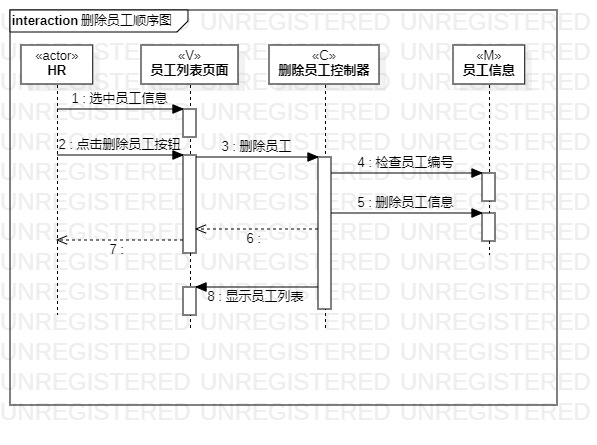 interaction 删除员工顺序图
«actor»
HR
«V»
员工列表页面
«C»
删除员工控制器
«M»
员工信息
1 : 选中员工信息
2 : 点击删除员工按钮
3 : 删除员工
4 : 检查员工编号
5 : 删除员工信息
6 :
7 :
8 : 显示员工列表
UNREGISTERED UNREGISTERED UNREGISTERED
UNREGISTERED UNREGISTERED UNREGISTERED
UNREGISTERED UNREGISTERED UNREGISTERED
UNREGISTERED UNREGISTERED UNREGISTERED
UNREGISTERED UNREGISTERED UNREGISTERED
UNREGISTERED UNREGISTERED UNREGISTERED
UNREGISTERED UNREGISTERED UNREGISTERED
UNREGISTERED UNREGISTERED UNREGISTERED
UNREGISTERED UNREGISTERED UNREGISTERED
UNREGISTERED UNREGISTERED UNREGISTERED
UNREGISTERED UNREGISTERED UNREGISTERED